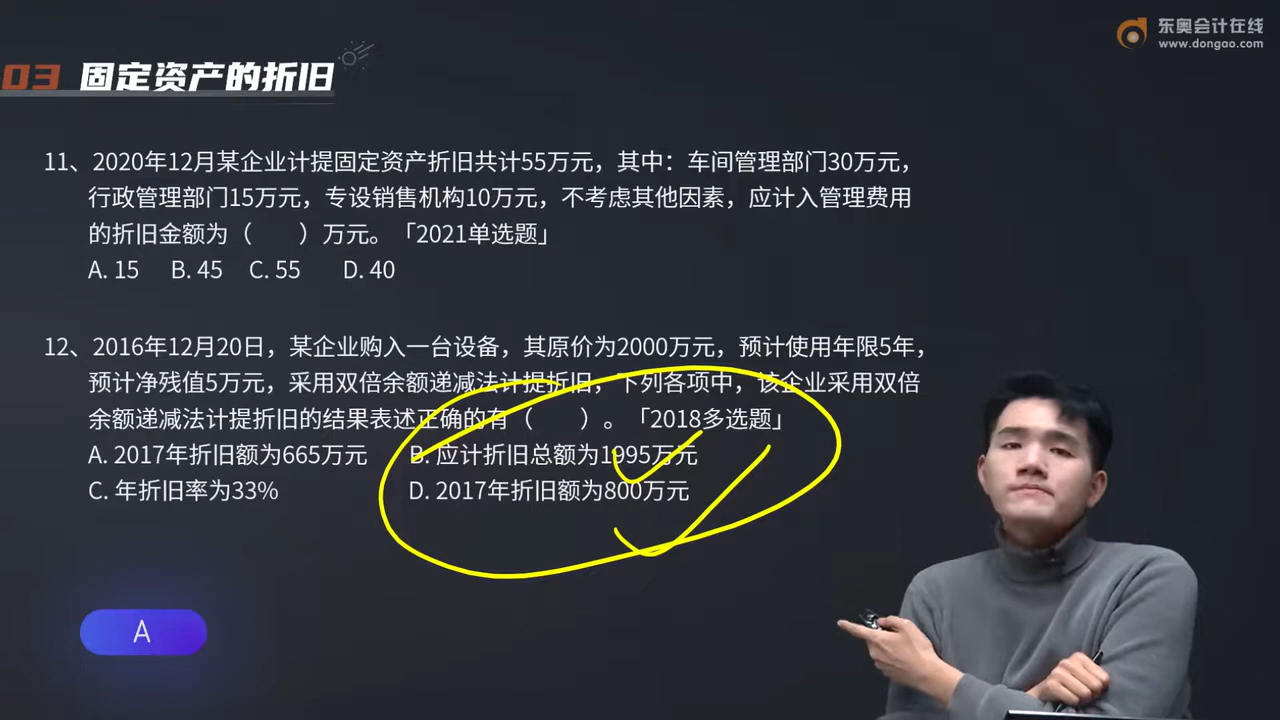 东奥会计在线
www.dongao.com
03 固定资产的折旧
11、2020年12月某企业计提固定资产折旧共计55万元，其中：车间管理部门30万元，
行政管理部门15万元，专设销售机构10万元，不考虑其他因素，应计入管理费用
的折旧金额为（　　）万元。「2021单选题」
A. 15 B. 45 C. 55 D. 40
12、2016年12月20日，某企业购入一台设备，其原价为2000万元，预计使用年限5年，
预计净残值5万元，采用双倍余额递减法计提折旧，下列各项中，该企业采用双倍
余额递减法计提折旧的结果表述正确的有（　　）。「2018多选题」
A. 2017年折旧额为665万元 B. 应计折旧总额为1995万元
C. 年折旧率为33% D. 2017年折旧额为800万元
A